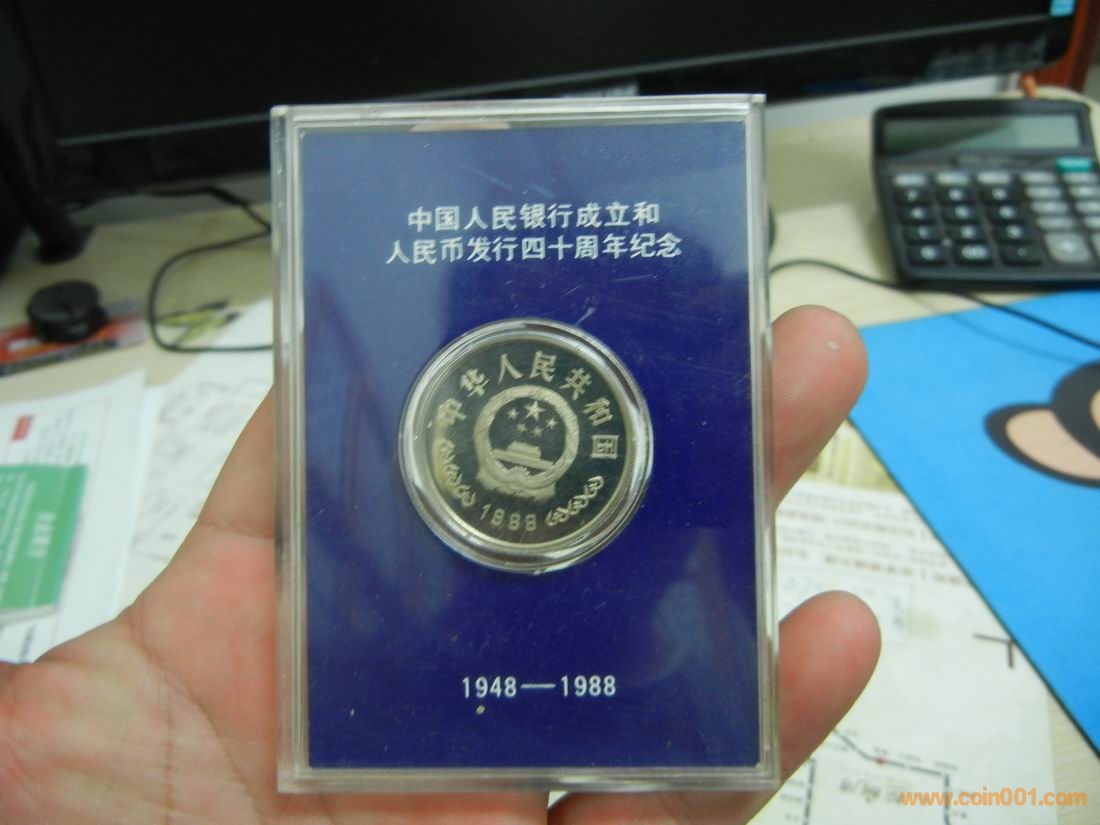 中国人民银行成立和
人民币发行四十周年纪念
中华人民共和国
1988
1948—1988
www.coin001.com